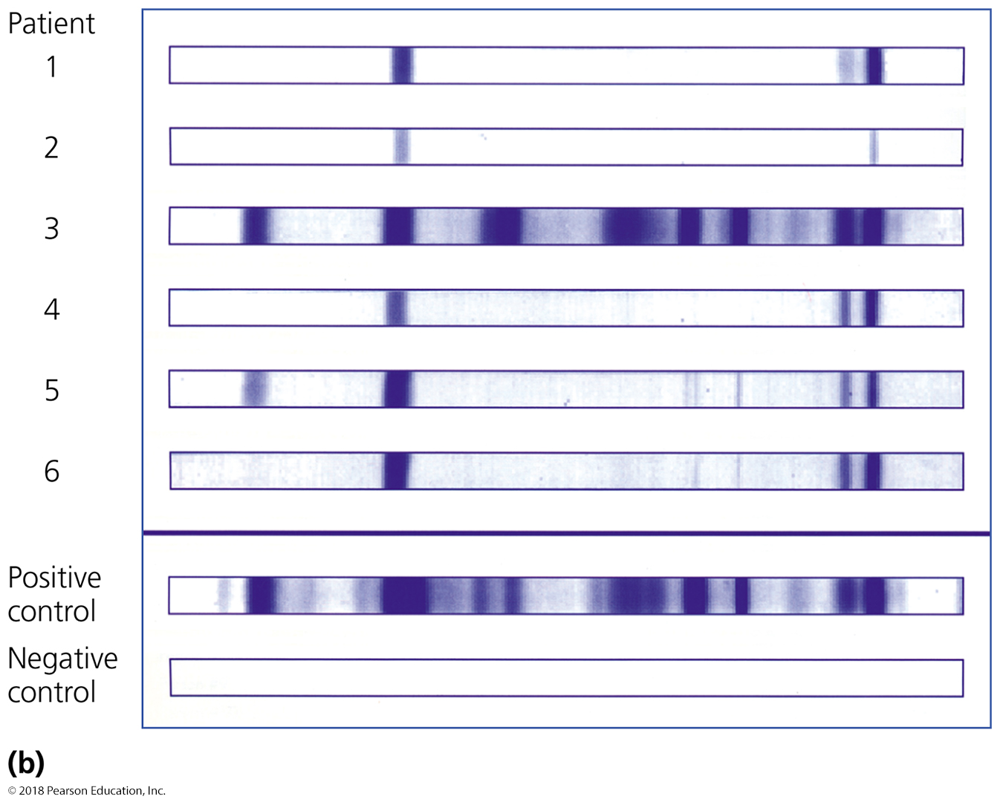 Patient
1
2
3
4
5
6
Positive
control
Negative
control
(b)
© 2018 Pearson Education, Inc.